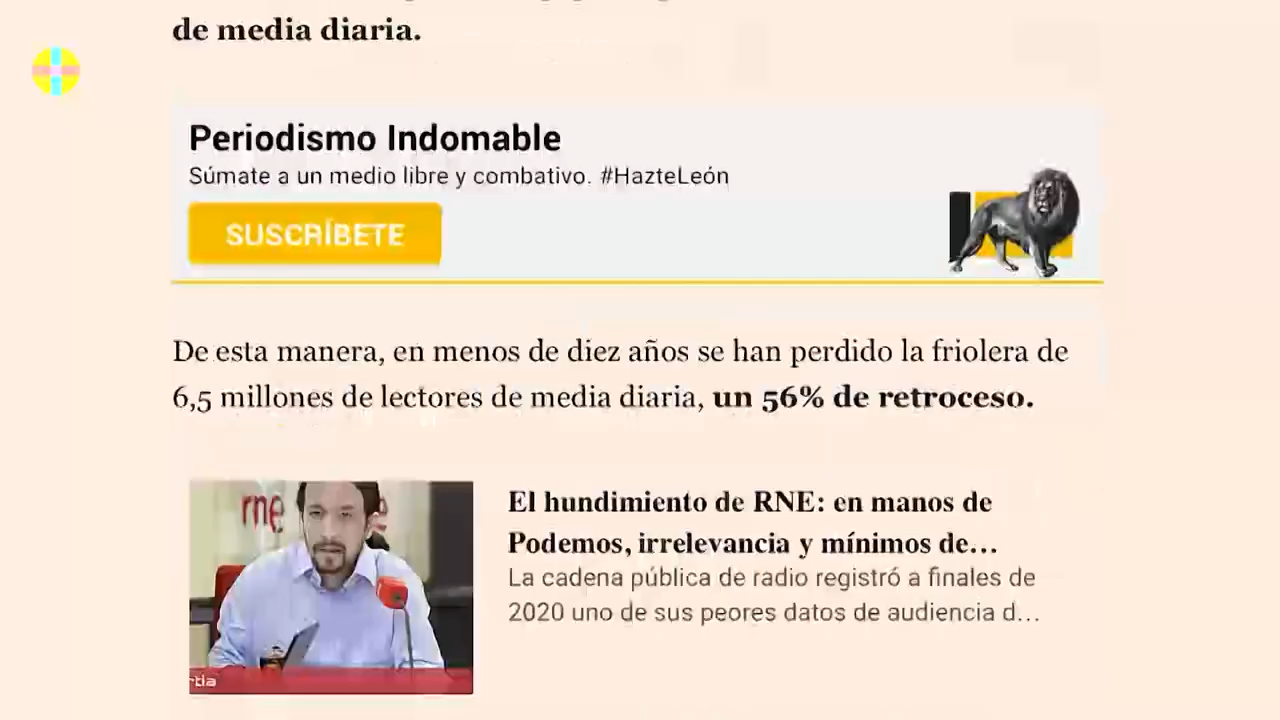 de media diaria.
Periodismo Indomable
Súmate a un medio libre y combativo. #HazteLeón
SUSCRÍBETE
De esta manera, en menos de diez años se han perdido la friolera de
6,5 millones de lectores de media diaria, un 56% de retroceso.
rne
El hundimiento de RNE: en manos de
Podemos, irrelevancia y mínimos de...
La cadena pública de radio registró a finales de
2020 uno de sus peores datos de audiencia d...
rtia